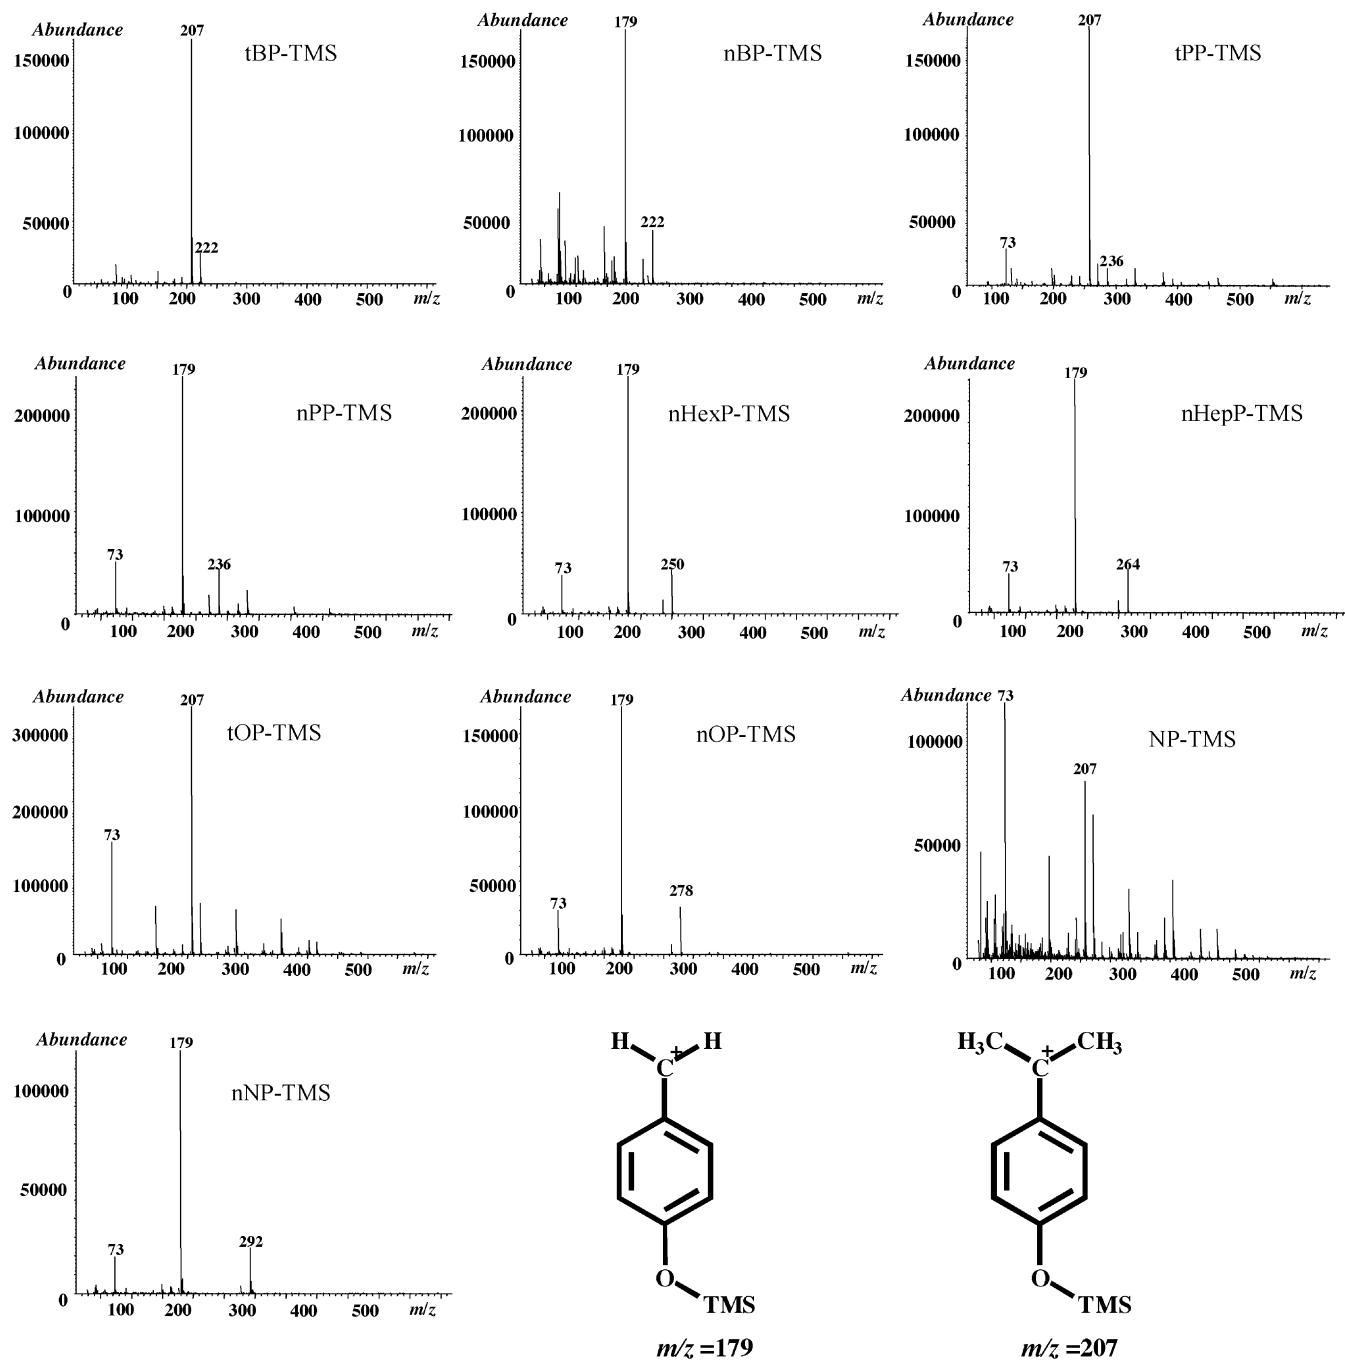 Abundance
207
tBP-TMS
150000
100000
50000
222
0
100 200 300 400 500 m/z
Abundance
179
nBP-TMS
150000
100000
50000
222
0
100 200 300 400 500 m/z
Abundance
207
tPP-TMS
150000
100000
50000
73
236
0
100 200 300 400 500 m/z
Abundance
179
nPP-TMS
200000
100000
73
236
0
100 200 300 400 500 m/z
Abundance
179
nHexP-TMS
200000
100000
73
250
0
100 200 300 400 500 m/z
Abundance
179
nHepP-TMS
200000
100000
73
264
0
100 200 300 400 500 m/z
Abundance
207
tOP-TMS
300000
200000
73
100000
0
100 200 300 400 500 m/z
Abundance
179
nOP-TMS
150000
100000
50000
73
278
0
100 200 300 400 500 m/z
Abundance 73
NP-TMS
100000
207
50000
0
100 200 300 400 500 m/z
Abundance
179
nNP-TMS
100000
50000
73
292
0
100 200 300 400 500 m/z
H + H
C
O
TMS
m/z =179
H3C + CH3
C
O
TMS
m/z =207